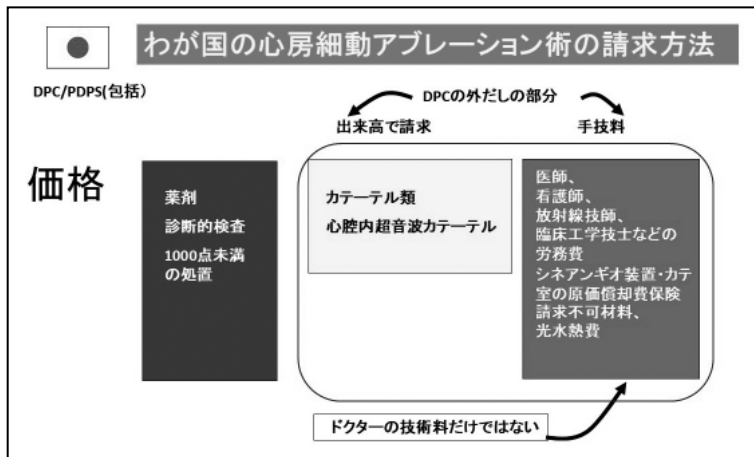 わが国の心房細動アブレーション術の請求方法
DPC/PDPS(包括）
DPCの外だしの部分
出来高で請求
手技料
価格
薬剤
診断的検査
1000点未満
の処置
カテーテル類
心腔内超音波カテーテル
医師、
看護師、
放射線技師、
臨床工学技士などの
労務費
シネアンギオ装置・カテ
室の原価償却費保険
請求不可材料、
光水熱費
ドクターの技術料だけではない